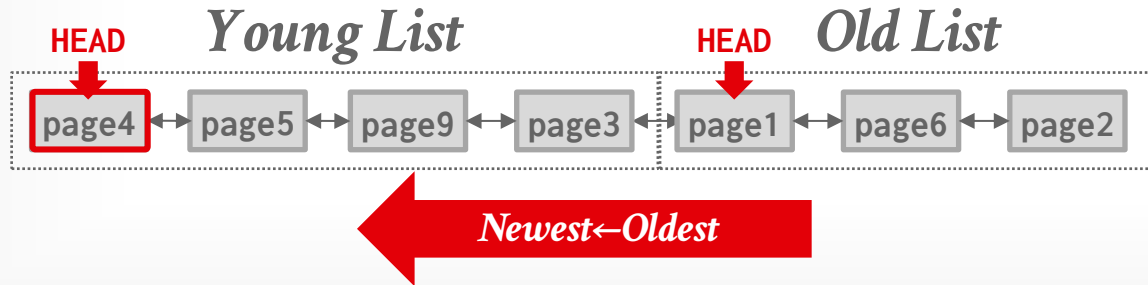 Young List
Old List
HEAD
HEAD
page4
page5
page9
page3
page1
page6
page2
Newest←Oldest